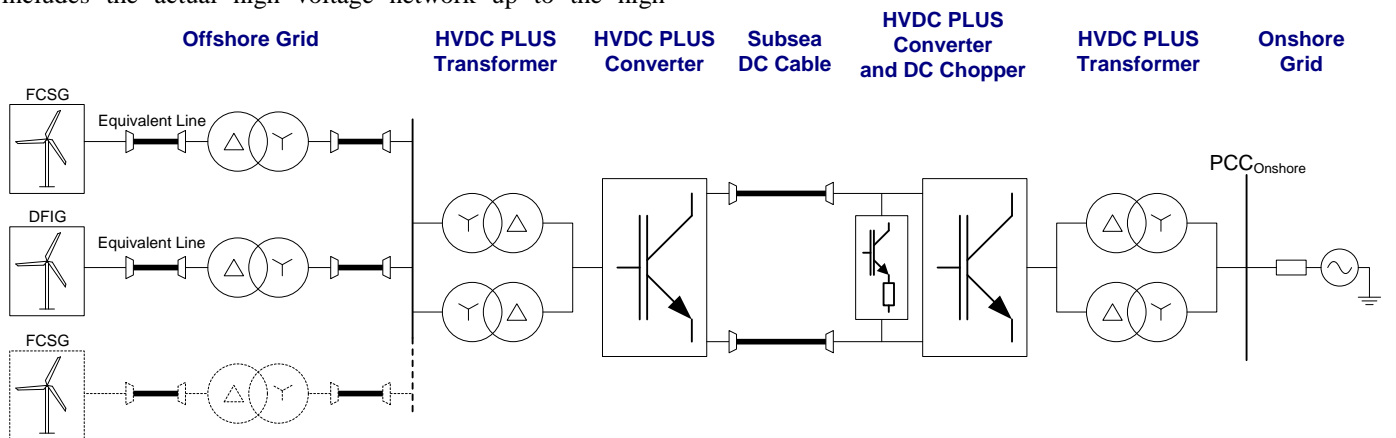 includes the actual high voltage network up to the high
Offshore Grid
HVDC PLUS
Transformer
HVDC PLUS
Converter
Subsea
DC Cable
HVDC PLUS
Converter
and DC Chopper
HVDC PLUS
Transformer
Onshore
Grid
FCSG
Equivalent Line
DFIG
Equivalent Line
FCSG
PCCOnshore